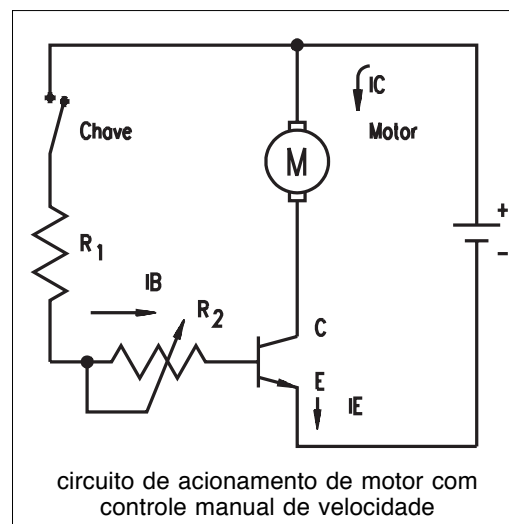 IC
Chave
Motor
M
+
-
R1
IB
R2
C
E
IE
circuito de acionamento de motor com
controle manual de velocidade